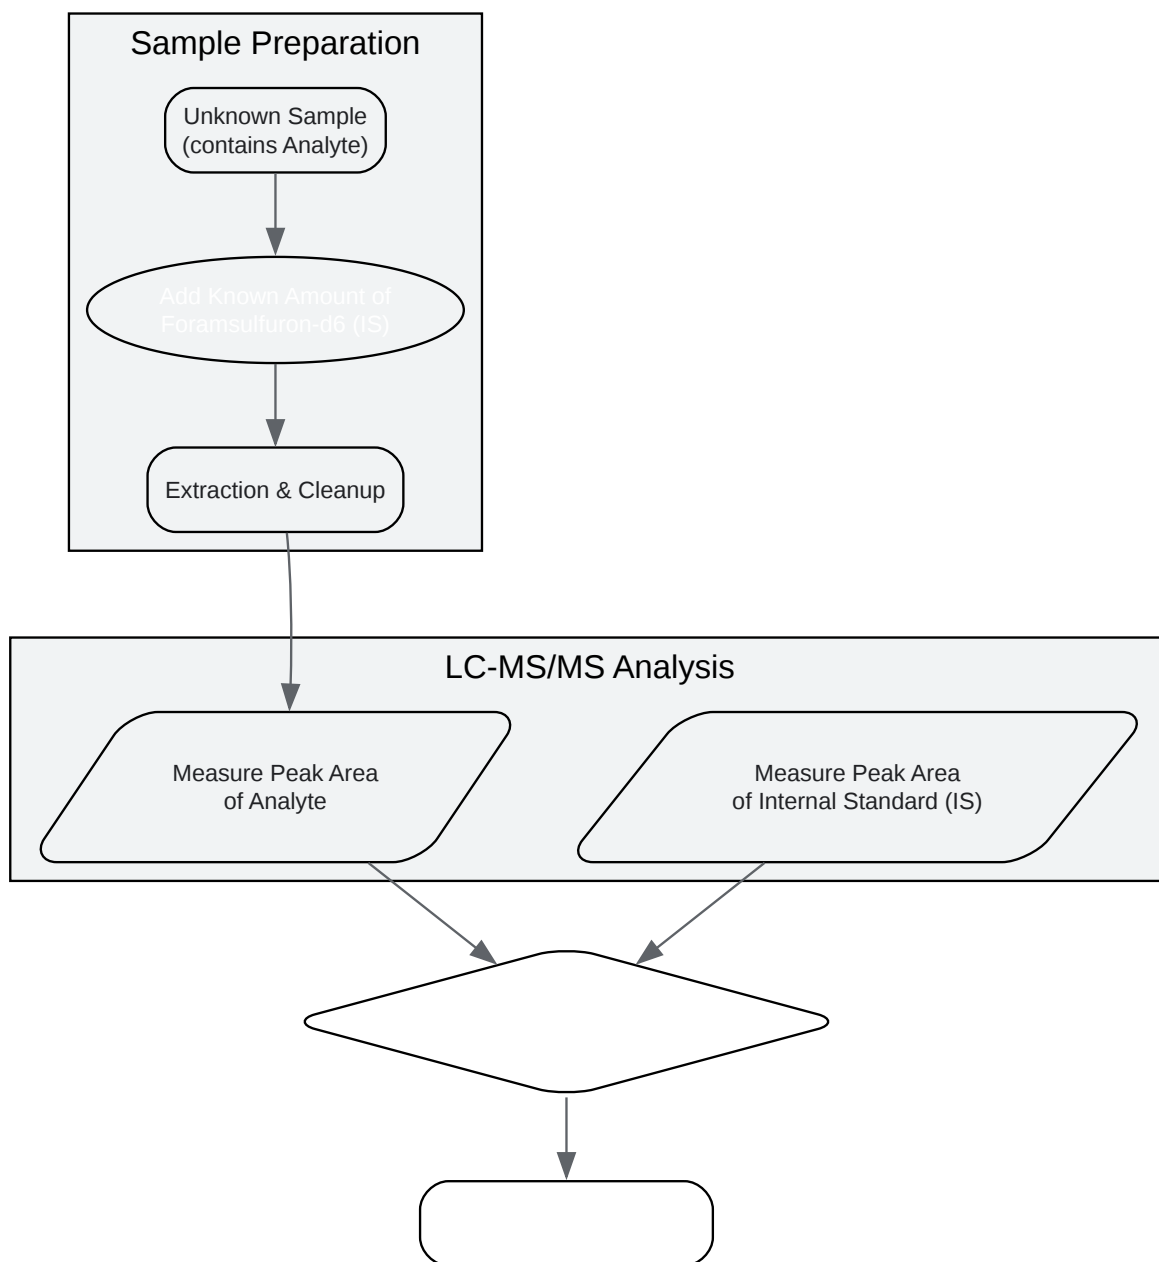 Sample Preparation
Unknown Sample
(contains Analyte)
Add Known Amount of
Foramsulfuron-d6 (IS)
Extraction & Cleanup
LC-MS/MS Analysis
Measure Peak Area
of Analyte
Measure Peak Area
of Internal Standard (IS)